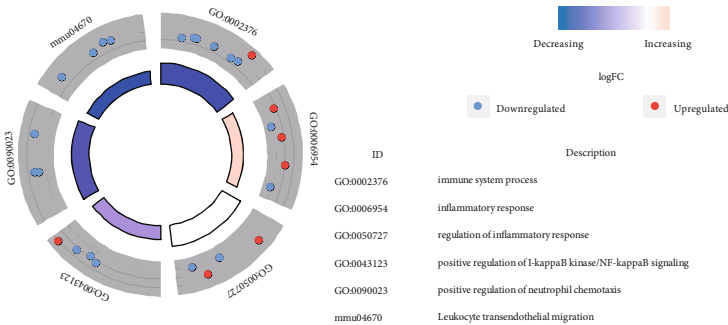 GO:0002376
mmu04670
GO:0006954
GO:0090023
GO:0043123
GO:0050727
Decreasing Increasing
logFC
Downregulated Upregulated
ID Description
GO:0002376 immune system process
GO:0006954 inflammatory response
GO:0050727 regulation of inflammatory response
GO:0043123 positive regulation of I-kappaB kinase/NF-kappaB signaling
GO:0090023 positive regulation of neutrophil chemotaxis
mmu04670 Leukocyte transendothelial migration